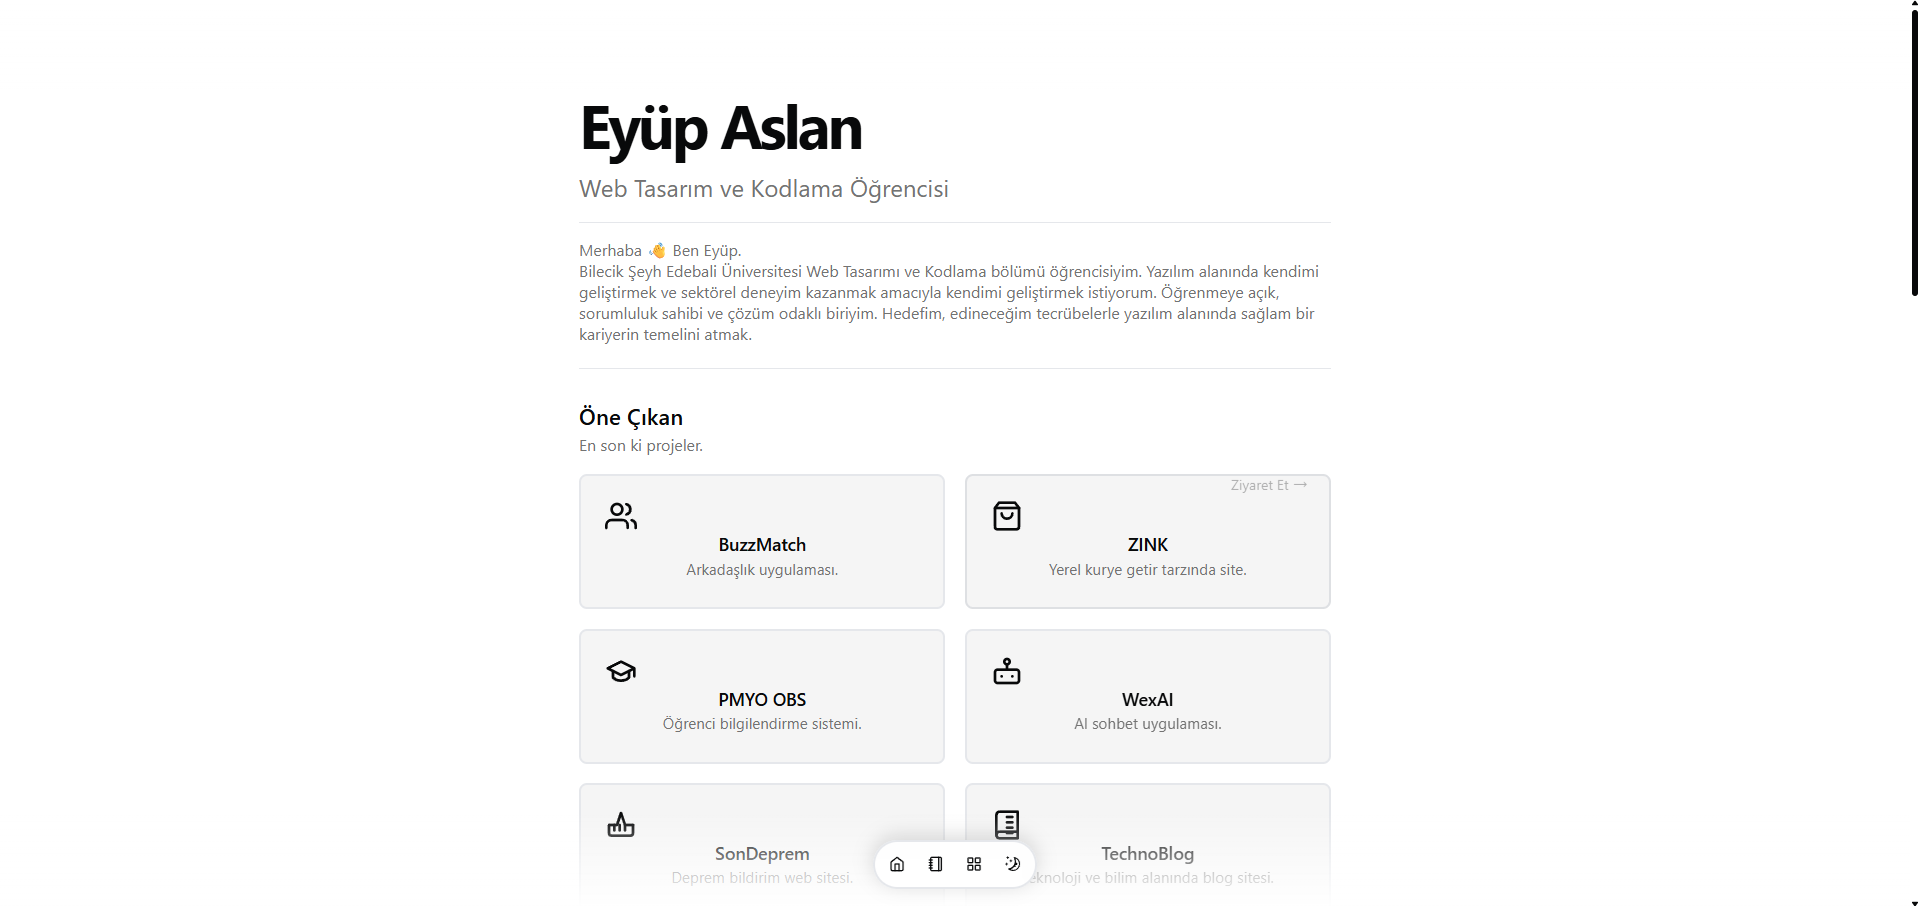 Eyüp Aslan
Web Tasarım ve Kodlama Öğrencisi
Merhaba 👋 Ben Eyüp.
Bilecik Şeyh Edebali Üniversitesi Web Tasarımı ve Kodlama bölümü öğrencisiyim. Yazılım alanında kendimi
geliştirmek ve sektörel deneyim kazanmak amacıyla kendimi geliştirmek istiyorum. Öğrenmeye açık,
sorumluluk sahibi ve çözüm odaklı biriyim. Hedefim, edineceğim tecrübelerle yazılım alanında sağlam bir
kariyerin temelini atmak.
Öne Çıkan
En son ki projeler.
BuzzMatch
Arkadaşlık uygulaması.
Ziyaret Et →
ZINK
Yerel kurye getir tarzında site.
PMYO OBS
Öğrenci bilgilendirme sistemi.
WexAI
AI sohbet uygulaması.
SonDeprem
Deprem bildirim web sitesi.
TechnoBlog
ve bilim alanında blog sitesi.